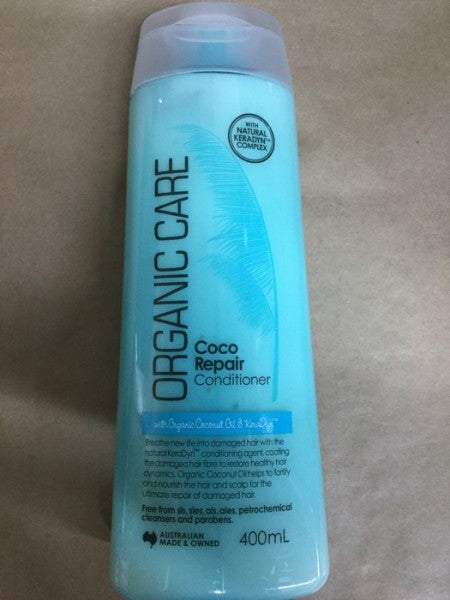 WITH
NATURAL
KERADYN™
COMPLEX
ORGANIC CARE
Coco
Repair
Conditioner
with Organic Coconut Oil & KeraDyn™
Breathe new life into damaged hair with the
natural KeraDyn™ conditioning agent, coating
the damaged hair fibre to restore healthy hair
dynamics. Organic Coconut Oil helps to fortify
and nourish the hair and scalp for the
ultimate repair of damaged hair.
Free from sls, sles, als, ales, petrochemical
cleansers and parabens.
AUSTRALIAN
MADE & OWNED
400mL